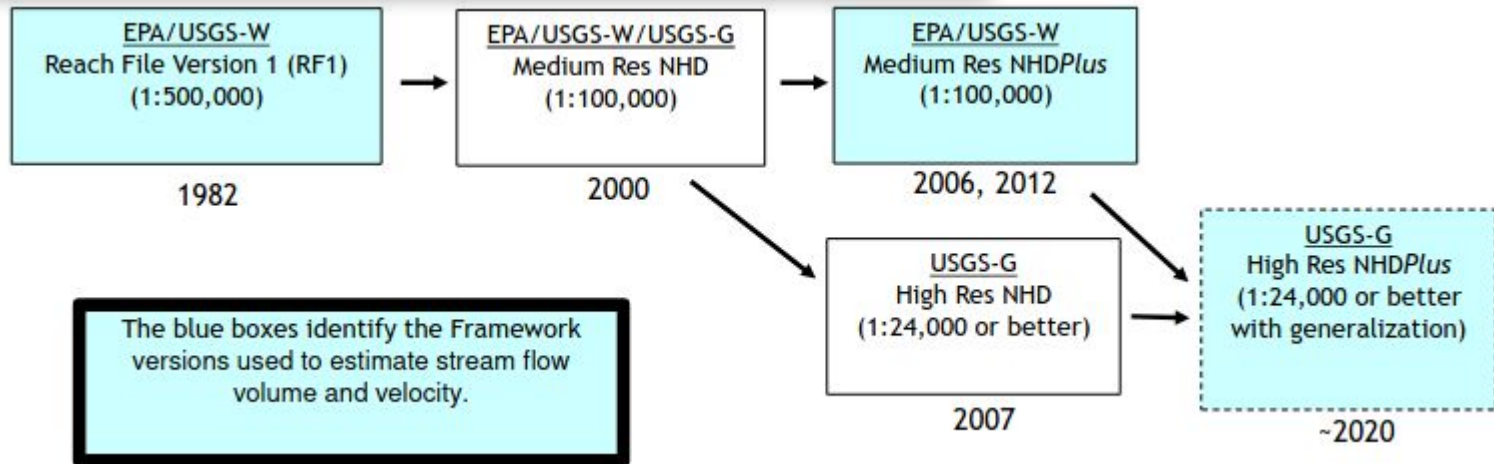 EPA/USGS-W
Reach File Version 1 (RF1)
(1:500,000)
1982
EPA/USGS-W/USGS-G
Medium Res NHD
(1:100,000)
2000
EPA/USGS-W
Medium Res NHDPlus
(1:100,000)
2006, 2012
USGS-G
High Res NHD
(1:24,000 or better)
2007
USGS-G
High Res NHDPlus
(1:24,000 or better
with generalization)
~2020
The blue boxes identify the Framework
versions used to estimate stream flow
volume and velocity.